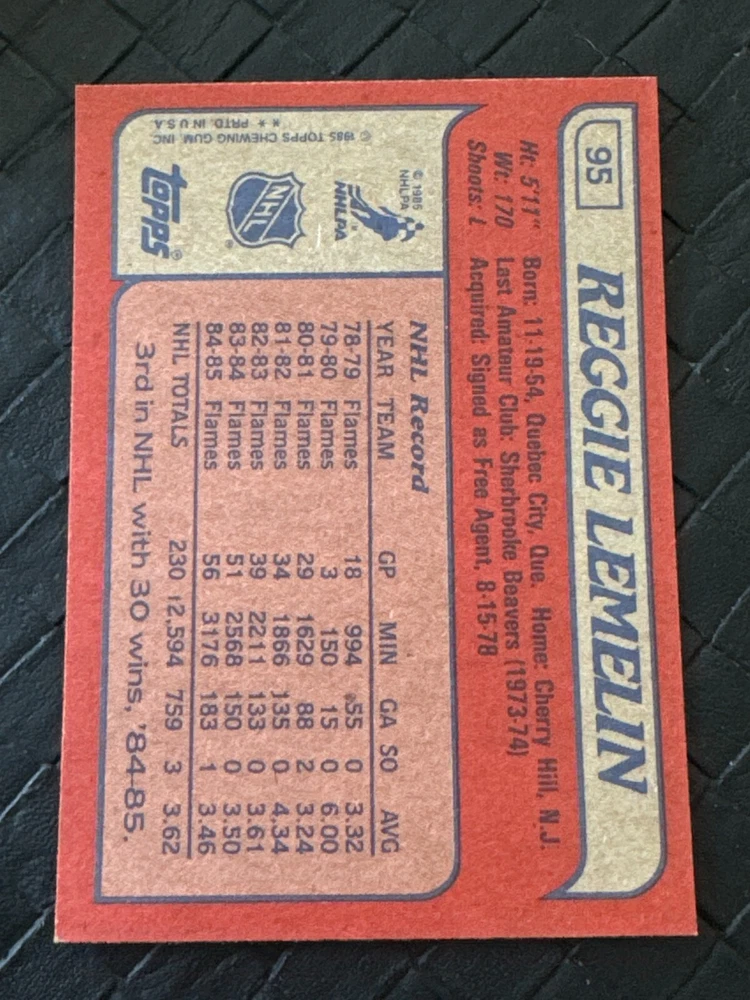 95
REGGIE LEMELIN
Ht: 5'11" Born: 11-19-54, Quebec City, Que. Home: Cherry Hill, N.J.
Wt: 170 Last Amateur Club: Sherbrooke Beavers (1973-74)
Shoots: L Acquired: Signed as Free Agent, 8-15-78
© 1985 NHLPA
NHLPA
NHL
®
topps®
© 1985 TOPPS CHEWING GUM, INC.
* * PRTD. IN U S A
NHL Record
YEAR TEAM GP MIN GA SO AVG
78-79 Flames 18 994 55 0 3.32
79-80 Flames 3 150 15 0 6.00
80-81 Flames 29 1629 88 2 3.24
81-82 Flames 34 1866 135 0 4.34
82-83 Flames 39 2211 133 0 3.61
83-84 Flames 51 2568 150 0 3.50
84-85 Flames 56 3176 183 1 3.46
NHL TOTALS 230 12,594 759 3 3.62
3rd in NHL with 30 wins, '84-85.